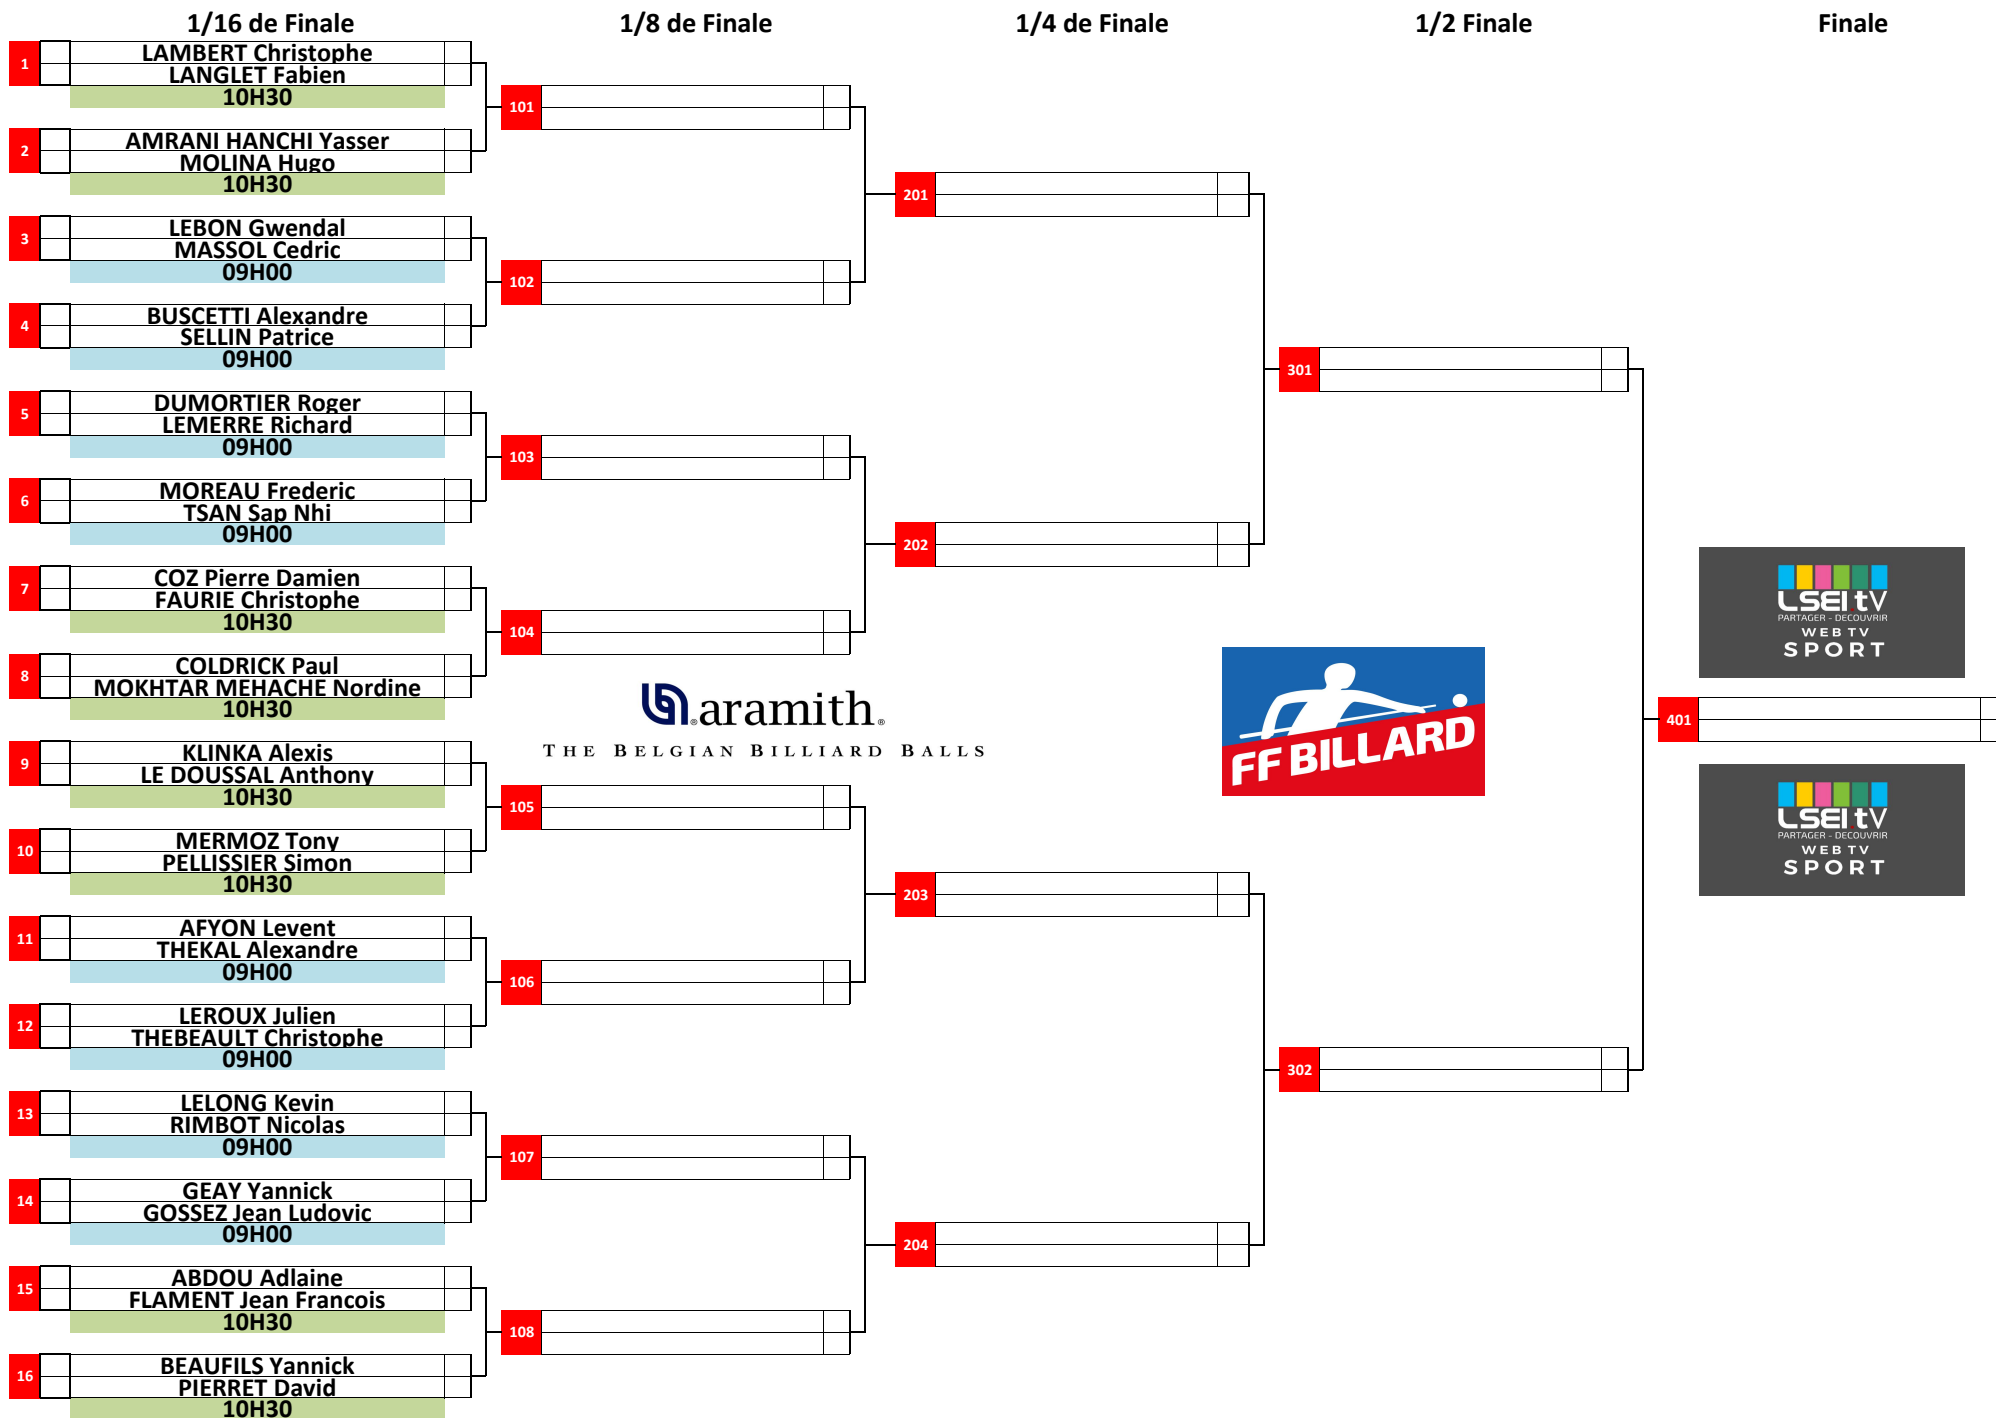 1/16 de Finale
1/8 de Finale
1/4 de Finale
1/2 Finale
Finale
1
LAMBERT Christophe
LANGLET Fabien
10H30
2
AMRANI HANCHI Yasser
MOLINA Hugo
10H30
3
LEBON Gwendal
MASSOL Cedric
09H00
4
BUSCETTI Alexandre
SELLIN Patrice
09H00
5
DUMORTIER Roger
LEMERRE Richard
09H00
6
MOREAU Frederic
TSAN Sap Nhi
09H00
7
COZ Pierre Damien
FAURIE Christophe
10H30
8
COLDRICK Paul
MOKHTAR MEHACHE Nordine
10H30
9
KLINKA Alexis
LE DOUSSAL Anthony
10H30
10
MERMOZ Tony
PELLISSIER Simon
10H30
11
AFYON Levent
THEKAL Alexandre
09H00
12
LEROUX Julien
THEBEAULT Christophe
09H00
13
LELONG Kevin
RIMBOT Nicolas
09H00
14
GEAY Yannick
GOSSEZ Jean Ludovic
09H00
15
ABDOU Adlaine
FLAMENT Jean Francois
10H30
16
BEAUFILS Yannick
PIERRET David
10H30
101
102
103
104
aramith®
THE BELGIAN BILLIARD BALLS
105
106
107
108
201
202
203
204
301
FF BILLARD
302
LSEI.tV
PARTAGER - DECOUVRIR
WEB TV
SPORT
401
LSEI.tV
PARTAGER - DECOUVRIR
WEB TV
SPORT